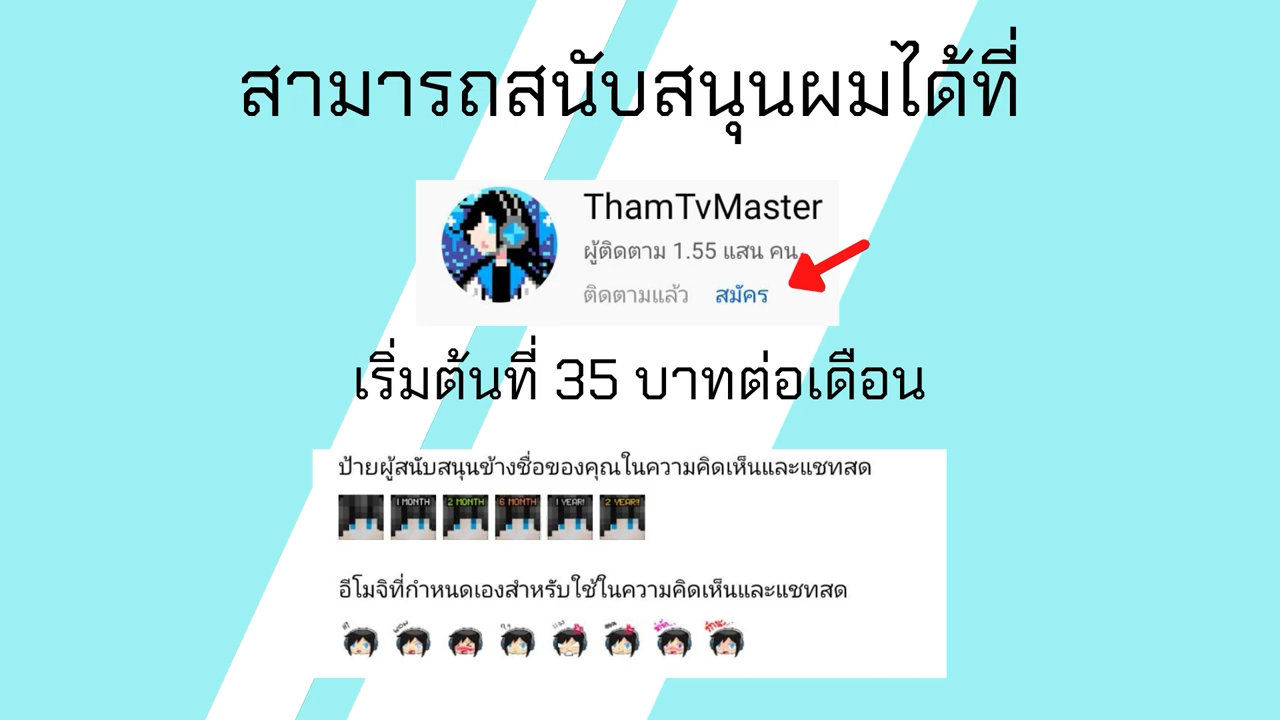 สามารถสนับสนุนผมได้ที่
ThamTvMaster
ผู้ติดตาม 1.55 แสน คน
ติดตามแล้ว สมัคร
เริ่มต้นที่ 35 บาทต่อเดือน
ป้ายผู้สนับสนุนข้างชื่อของคุณในความคิดเห็นและแชทสด
1 MONTH 2 MONTH 6 MONTH 1 YEAR! 2 YEAR!!
อีโมจิที่กำหนดเองสำหรับใช้ในความคิดเห็นและแชทสด